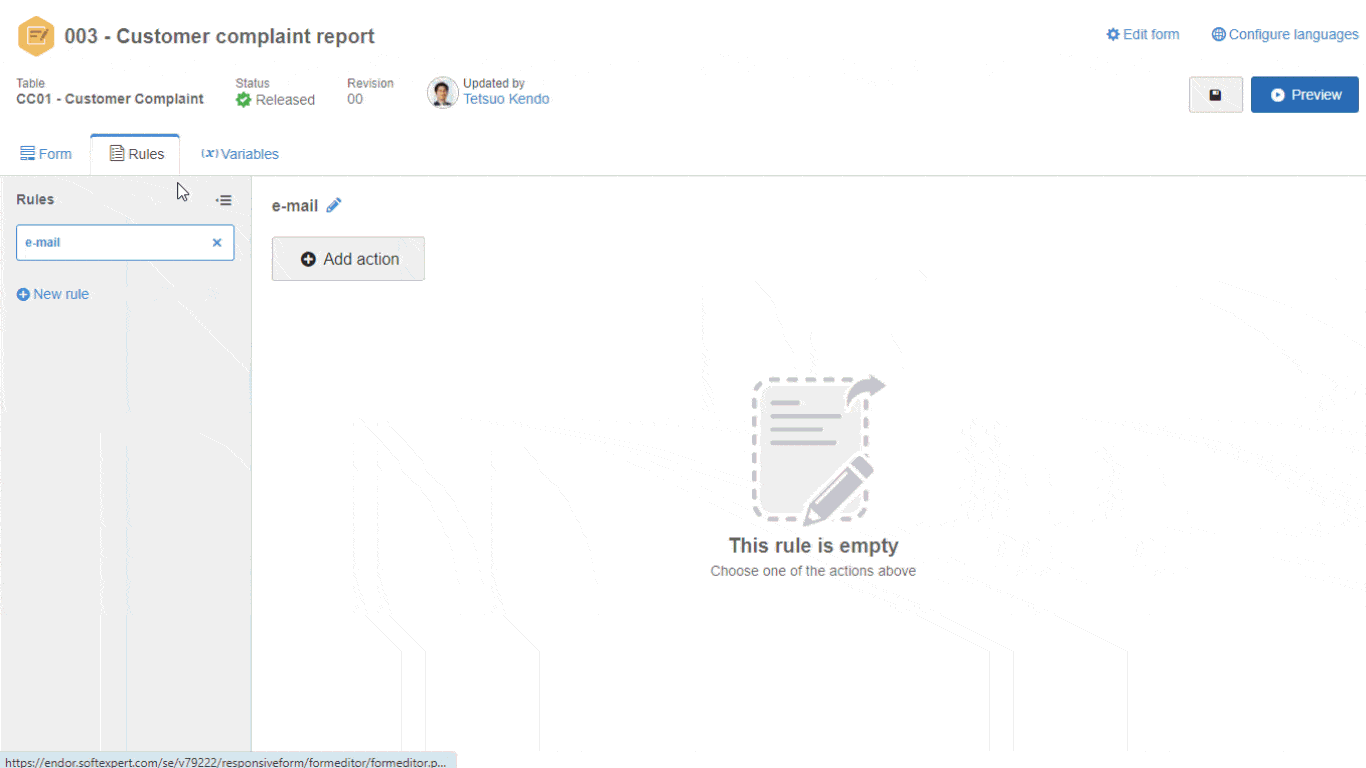 003 - Customer complaint report
Edit form
Configure languages
Table
CC01 - Customer Complaint
Status
Released
Revision
00
Updated by
Tetsuo Kendo
Preview
Form
Rules
(x) Variables
Rules
e-mail
New rule
e-mail
Add action
This rule is empty
Choose one of the actions above
https://endor.softexpert.com/se/v79222/responsiveform/formeditor/formeditor.p...